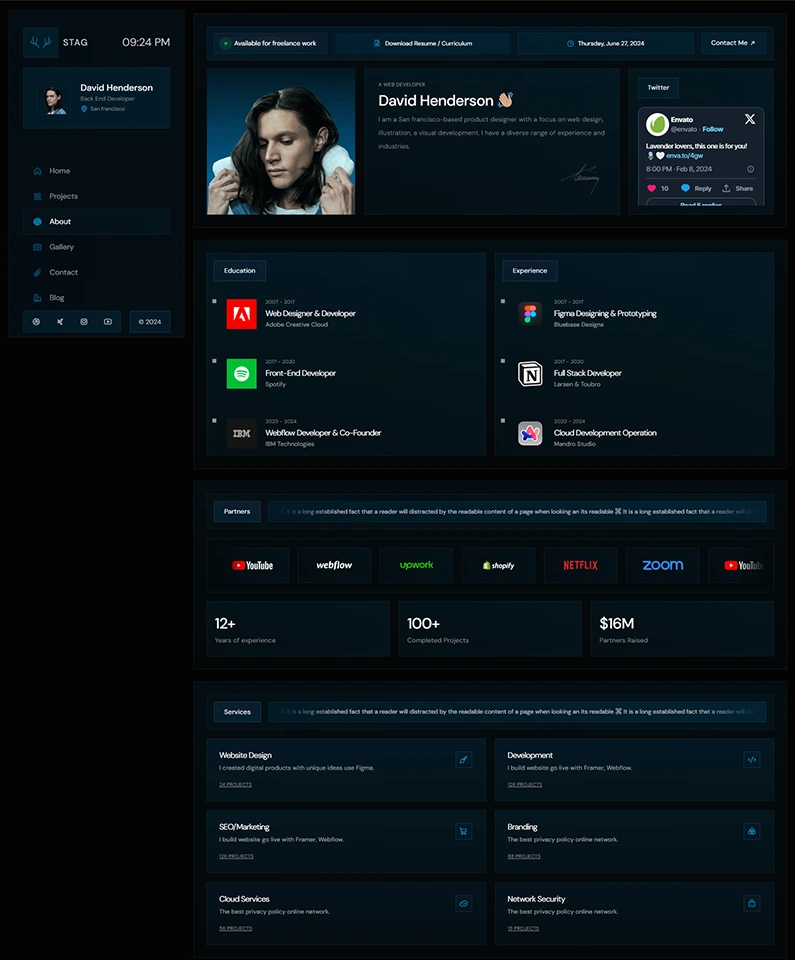 STAG
09:24 PM
David Henderson
Back End Developer
San francisco
Home
Projects
About
Gallery
Contact
Blog
© 2024
Available for freelance work
Download Resume / Curriculum
Thursday, June 27, 2024
Contact Me ↗
A WEB DEVELOPER
David Henderson 👋🏼
I am a San francisco-based product designer with a focus on web design,
illustration, a visual development. I have a diverse range of experience and
industries.
Twitter
Envato
@envato · Follow
Lavender lovers, this one is for you!
enva.to/4gw
8:00 PM · Feb 8, 2024
10
Reply
Share
Read 5 replies
Education
2007 - 2017
Web Designer & Developer
Adobe Creative Cloud
2017 - 2020
Front-End Developer
Spotify
IBM
2020 - 2024
Webflow Developer & Co-Founder
IBM Technologies
Experience
2007 - 2017
Figma Designing & Prototyping
Bluebase Designs
2017 - 2020
Full Stack Developer
Larsen & Toubro
2020 - 2024
Cloud Development Operation
Mandro Studio
Partners
It is a long established fact that a reader will distracted by the readable content of a page when looking an its readable ⌘ It is a long established fact that a reader will
YouTube
webflow
upwork
shopify
NETFLIX
zoom
YouTub
12+
Years of experience
100+
Completed Projects
$16M
Partners Raised
Services
It is a long established fact that a reader will distracted by the readable content of a page when looking an its readable ⌘ It is a long established fact that a reader will
Website Design
I created digital products with unique ideas use Figma.
24 PROJECTS
Development
I build website go live with Framer, Webflow.
126 PROJECTS
SEO/Marketing
I build website go live with Framer, Webflow.
126 PROJECTS
Branding
The best privacy policy online network.
88 PROJECTS
Cloud Services
The best privacy policy online network.
56 PROJECTS
Network Security
The best privacy policy online network.
13 PROJECTS